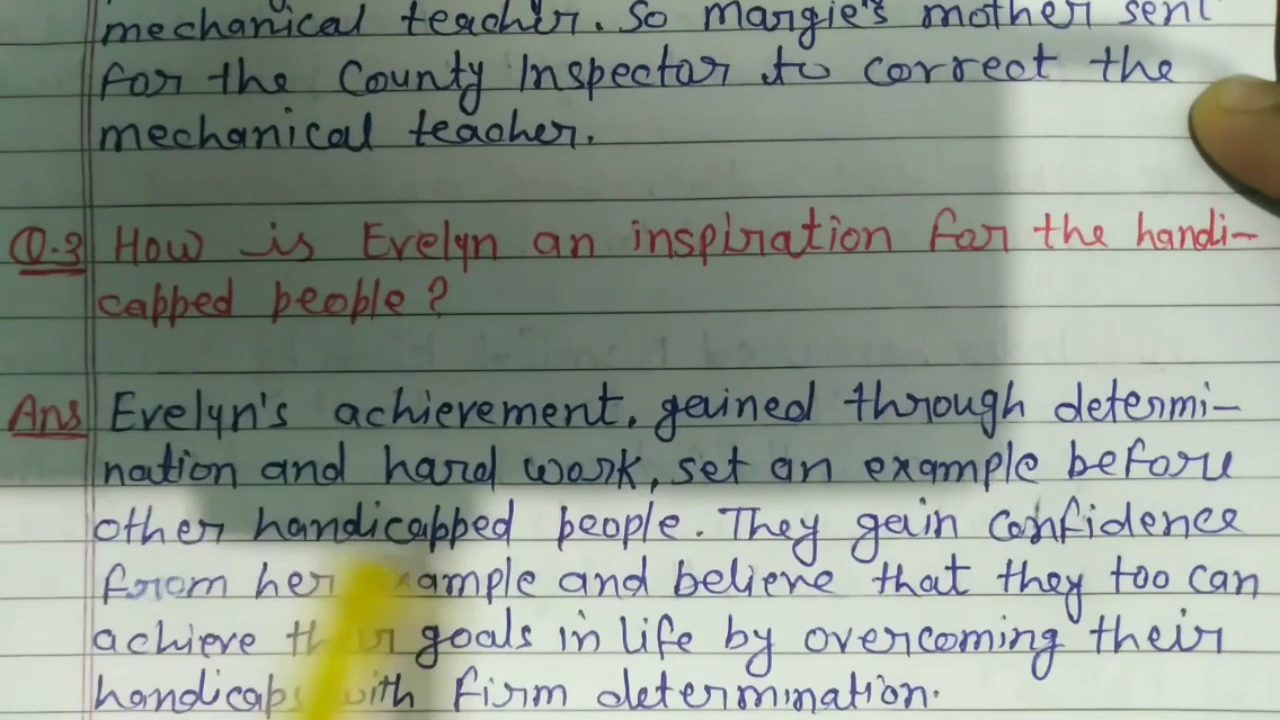 mechanical teacher. So Margie's mother sent
for the County Inspector to correct the
mechanical teacher.
Q.3 How is Evelyn an inspiration for the handi-
capped people?
Ans Evelyn's achievement, gained through determi-
nation and hard work, set an example before
other handicapped people. They gain confidence
from her and believe that they too can
achieve goals in life by overcoming their
handicaps with firm determination.